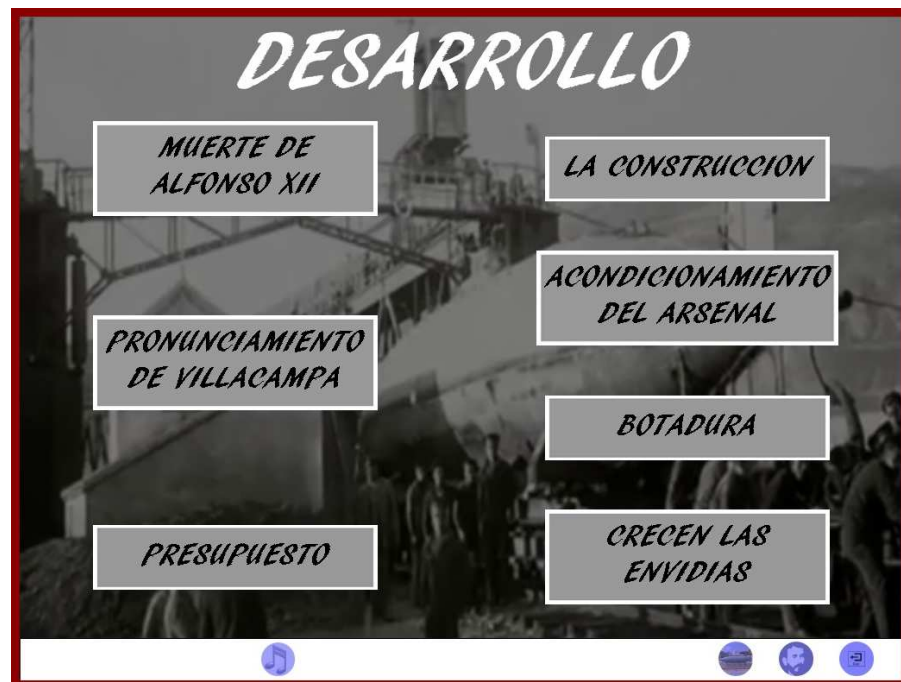 DESARROLLO
MUERTE DE
ALFONSO XII
PRONUNCIAMIENTO
DE VILLACAMPA
PRESUPUESTO
LA CONSTRUCCION
ACONDICIONAMIENTO
DEL ARSENAL
BOTADURA
CRECEN LAS
ENVIDIAS